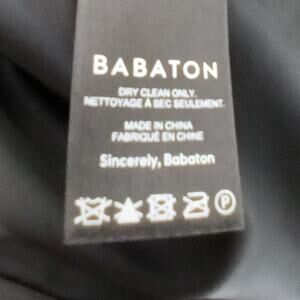 BABATON
DRY CLEAN ONLY.
NETTOYAGE À SEC SEULEMENT.
MADE IN CHINA
FABRIQUÉ EN CHINE
Sincerely, Babaton
P